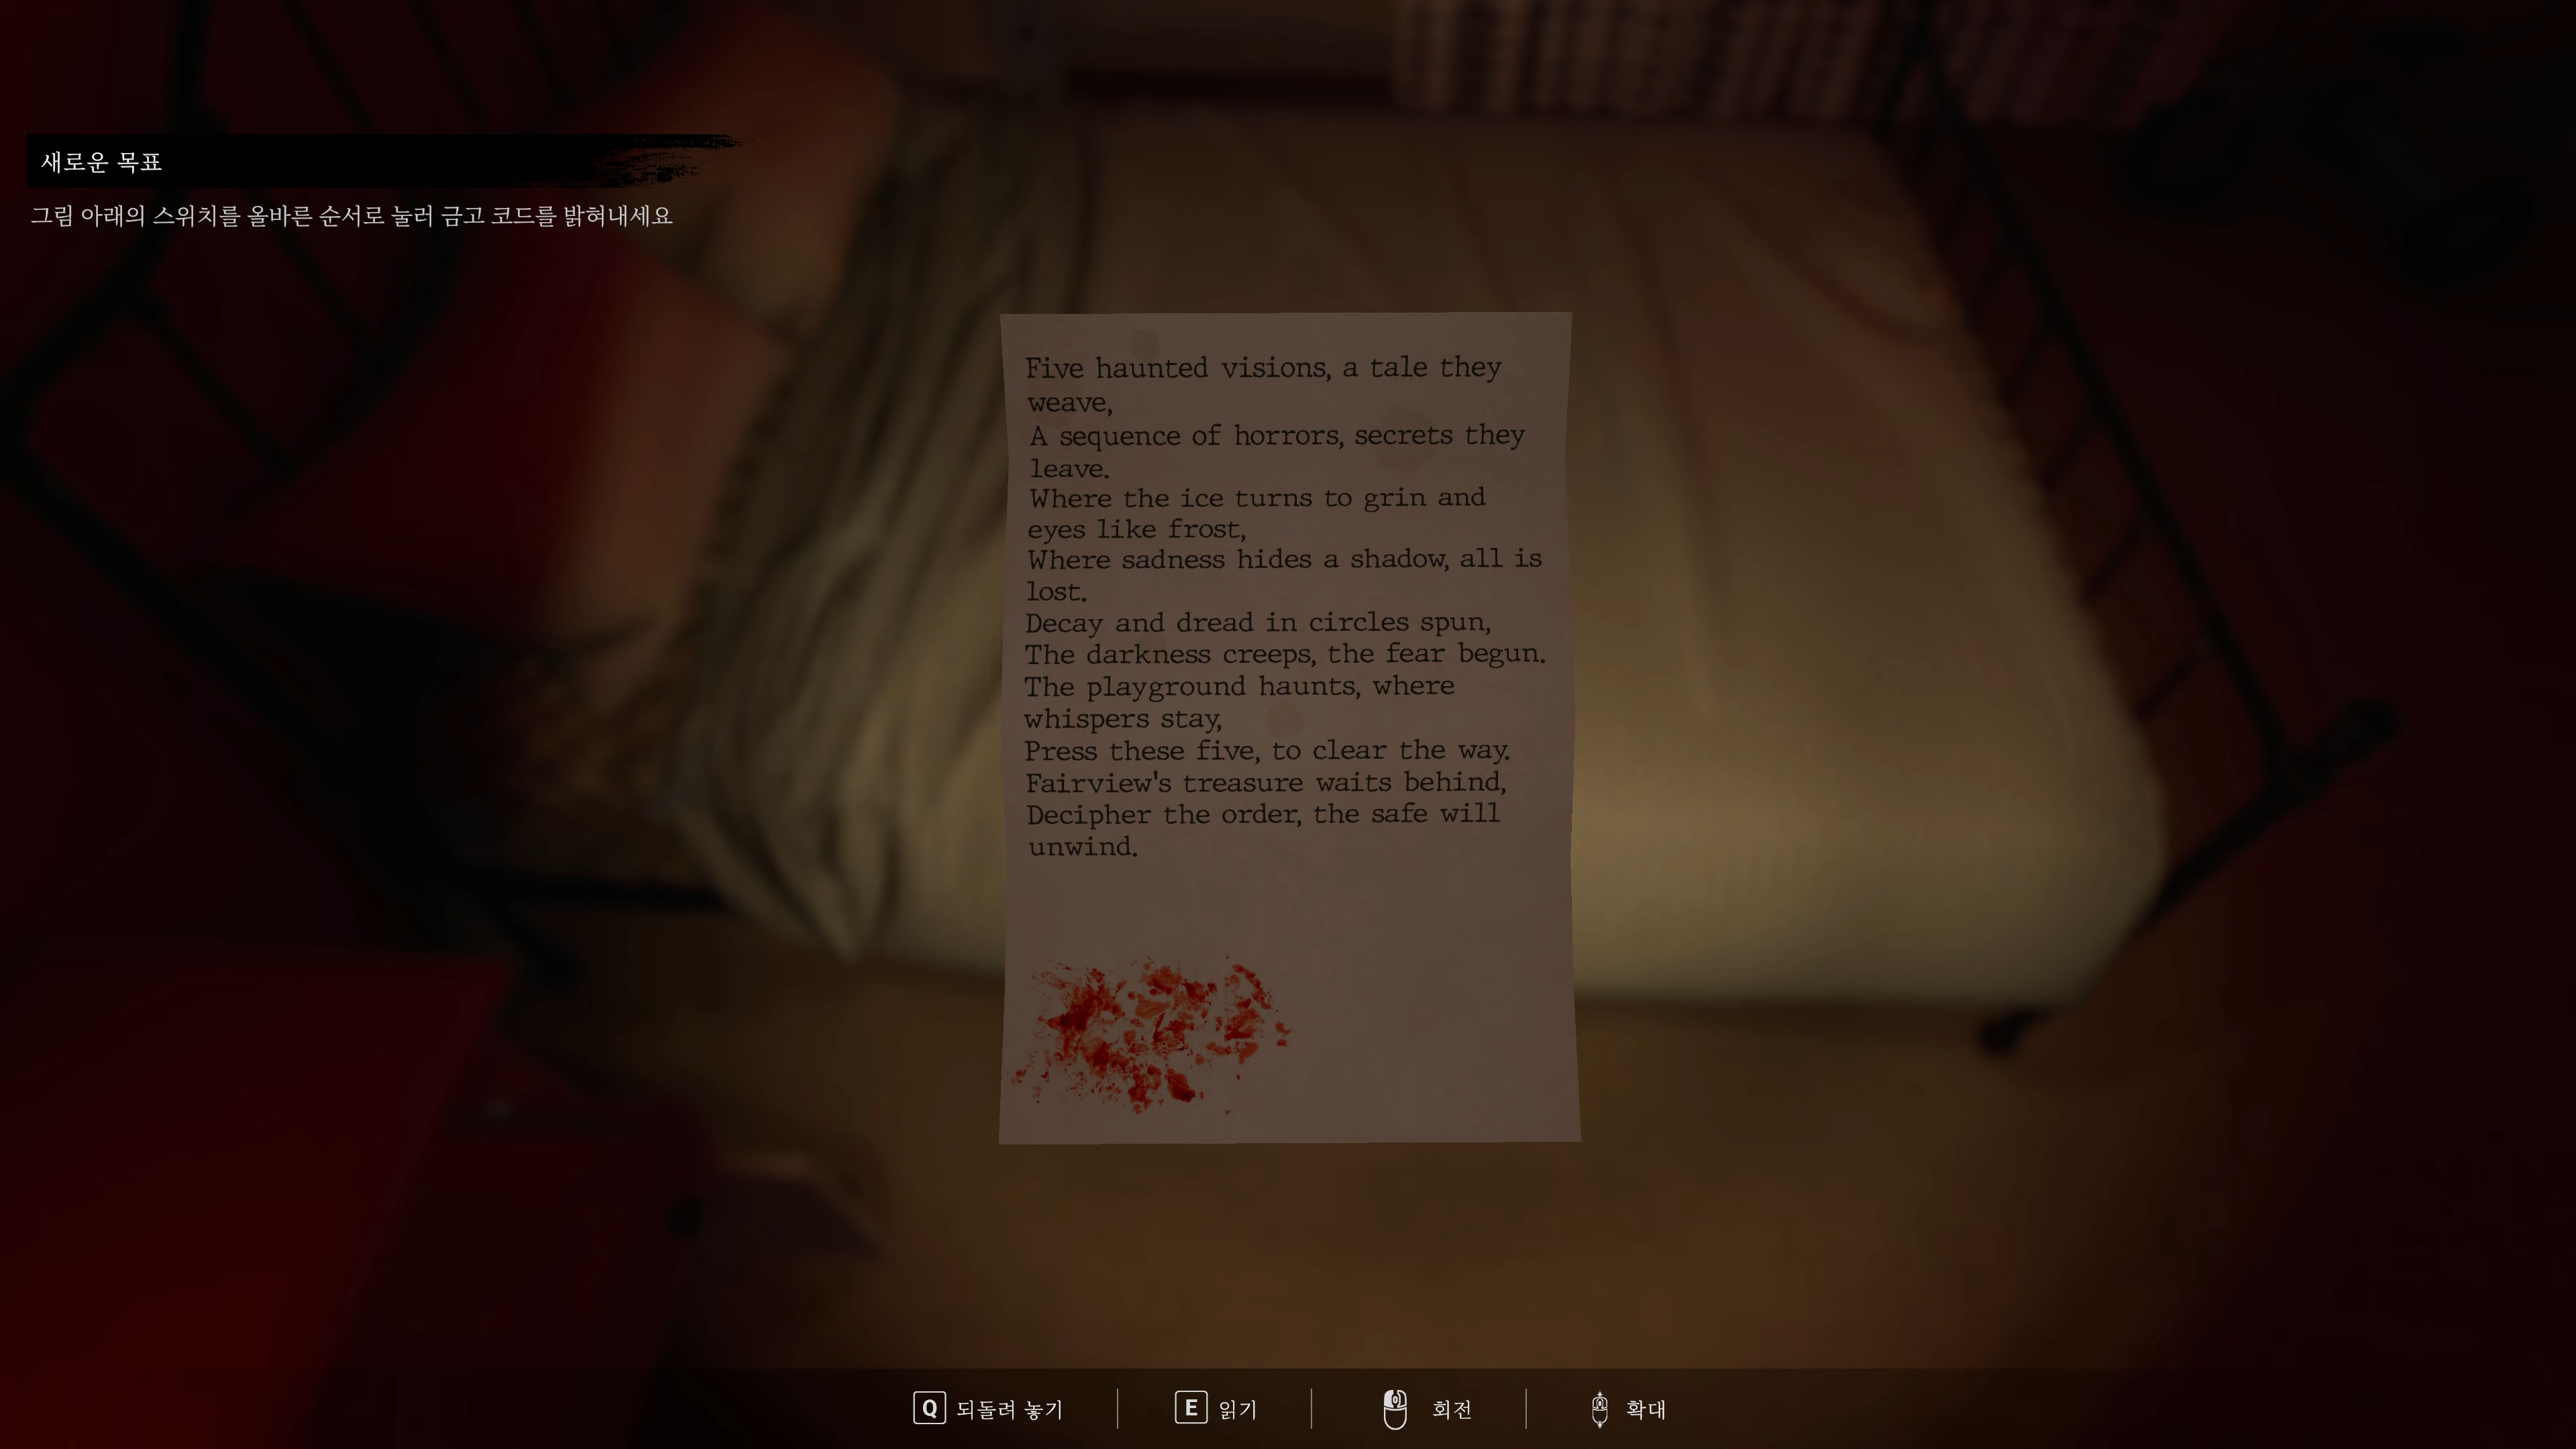 새로운 목표
그림 아래의 스위치를 올바른 순서로 눌러 금고 코드를 밝혀내세요
Five haunted visions, a tale they
weave,
A sequence of horrors, secrets they
leave.
Where the ice turns to grin and
eyes like frost,
Where sadness hides a shadow, all is
lost.
Decay and dread in circles spun,
The darkness creeps, the fear begun.
The playground haunts, where
whispers stay,
Press these five, to clear the way.
Fairview's treasure waits behind,
Decipher the order, the safe will
unwind.
Q 되돌려 놓기 E 읽기 회전 확대